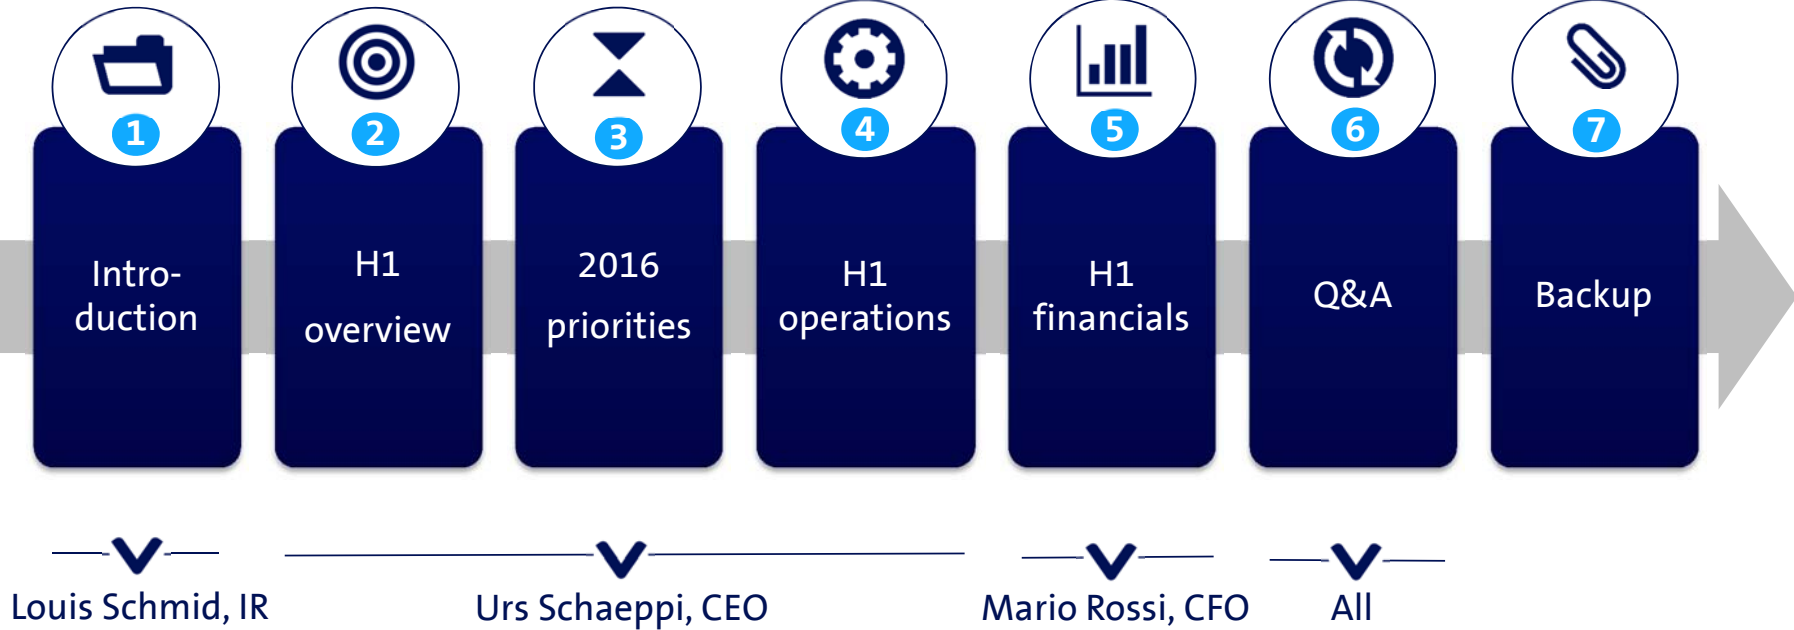 1
2
3
4
5
6
7
Intro-
duction
H1
overview
2016
priorities
H1
operations
H1
financials
Q&A
Backup
Louis Schmid, IR
Urs Schaeppi, CEO
Mario Rossi, CFO
All